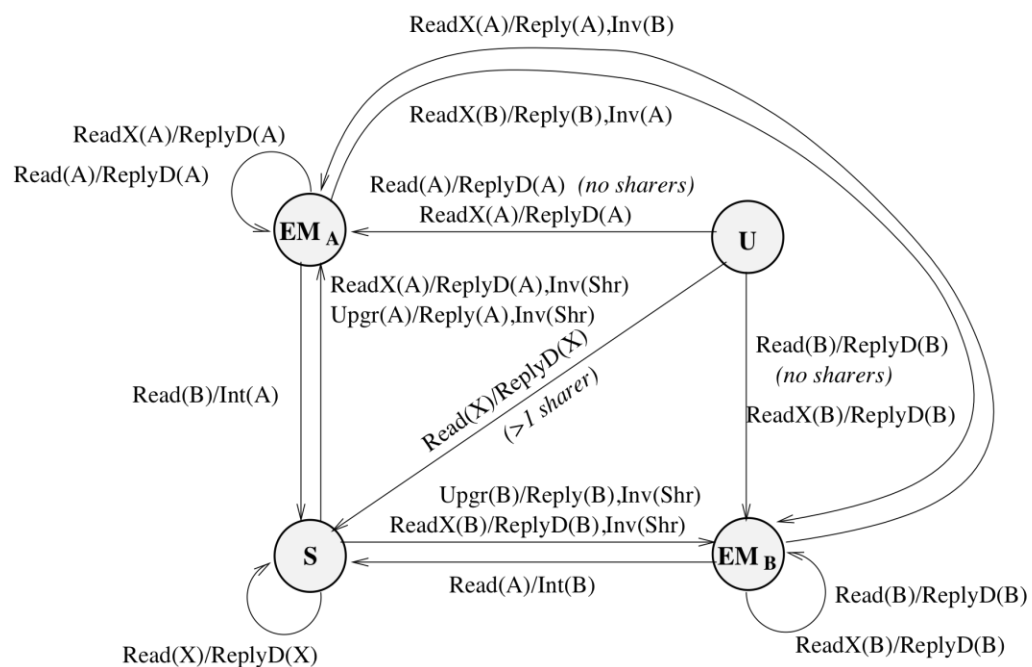 ReadX(A)/Reply(A),Inv(B)
ReadX(B)/Reply(B),Inv(A)
ReadX(A)/ReplyD(A)
Read(A)/ReplyD(A)
Read(A)/ReplyD(A) (no sharers)
ReadX(A)/ReplyD(A)
EM A
U
ReadX(A)/ReplyD(A),Inv(Shr)
Upgr(A)/Reply(A),Inv(Shr)
Read(B)/Int(A)
Read(X)/ReplyD(X)
(>1 sharer)
Read(B)/ReplyD(B)
(no sharers)
ReadX(B)/ReplyD(B)
Upgr(B)/Reply(B),Inv(Shr)
ReadX(B)/ReplyD(B),Inv(Shr)
S
EM B
Read(A)/Int(B)
Read(B)/ReplyD(B)
ReadX(B)/ReplyD(B)
Read(X)/ReplyD(X)